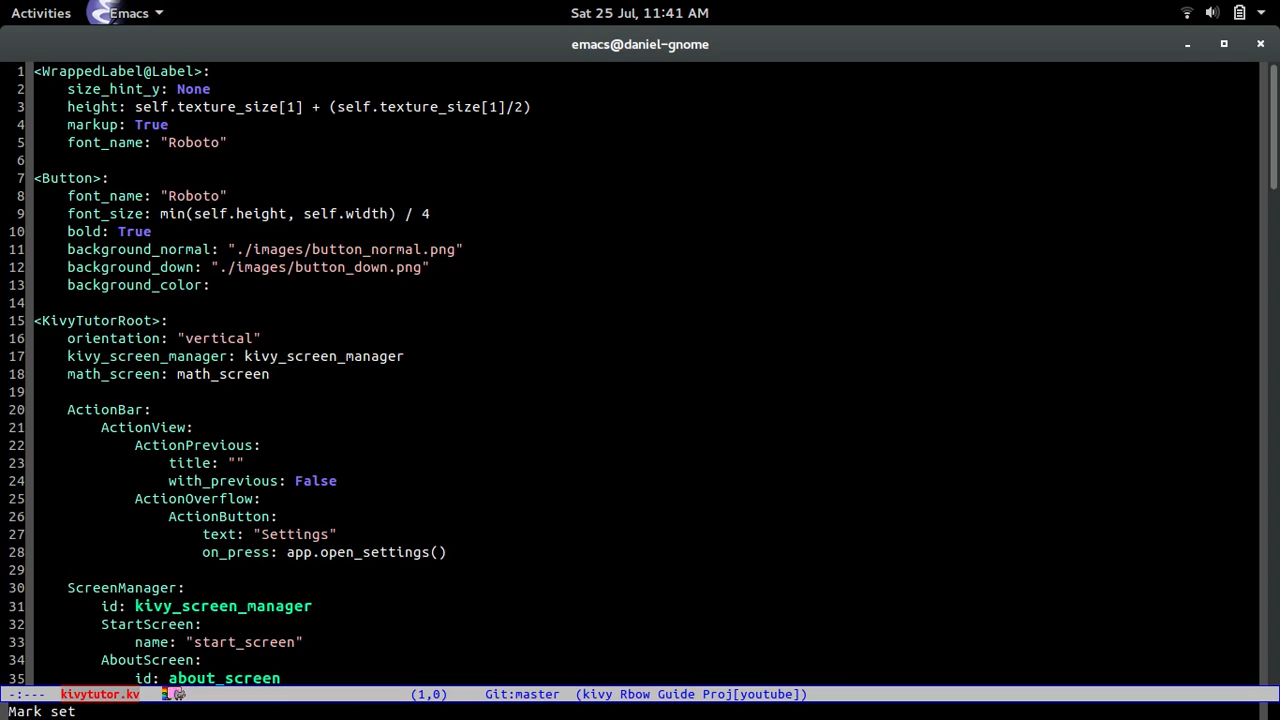 Activities Emacs Sat 25 Jul, 11:41 AM
emacs@daniel-gnome
1 <WrappedLabel@Label>:
2     size_hint_y: None
3     height: self.texture_size[1] + (self.texture_size[1]/2)
4     markup: True
5     font_name: "Roboto"
6
7 <Button>:
8     font_name: "Roboto"
9     font_size: min(self.height, self.width) / 4
10     bold: True
11     background_normal: "./images/button_normal.png"
12     background_down: "./images/button_down.png"
13     background_color:
14
15 <KivyTutorRoot>:
16     orientation: "vertical"
17     kivy_screen_manager: kivy_screen_manager
18     math_screen: math_screen
19
20     ActionBar:
21         ActionView:
22             ActionPrevious:
23                 title: ""
24                 with_previous: False
25             ActionOverflow:
26                 ActionButton:
27                     text: "Settings"
28                     on_press: app.open_settings()
29
30     ScreenManager:
31         id: kivy_screen_manager
32         StartScreen:
33             name: "start_screen"
34         AboutScreen:
35             id: about_screen
-:--- kivytutor.kv (1,0) Git:master (kivy Rbow Guide Proj[youtube])
Mark set